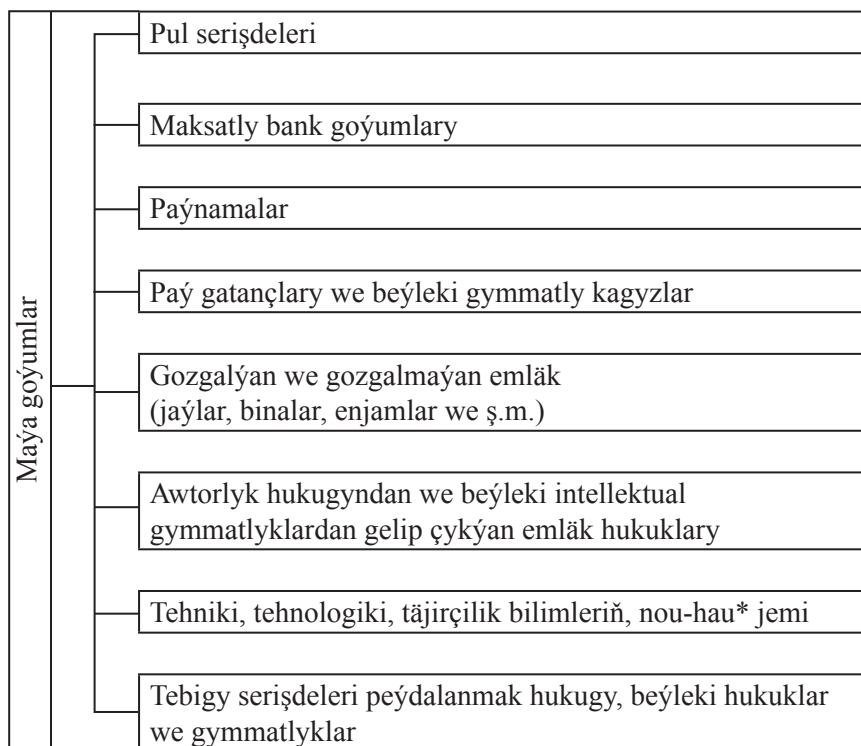 Maýa goýumlar
Pul serişdeleri
Maksatly bank goýumlary
Paýnamalar
Paý gatançlary we beýleki gymmatly kagyzlar
Gozgalýan we gozgalmaýan emläk
(jaýlar, binalar, enjamlar we ş.m.)
Awtorlyk hukugyndan we beýleki intellektual
gymmatlyklardan gelip çykýan emläk hukuklary
Tehniki, tehnologiki, täjirçilik bilimleriň, nou-hau* jemi
Tebigy serişdeleri peýdalanmak hukugy, beýleki hukuklar
we gymmatlyklar